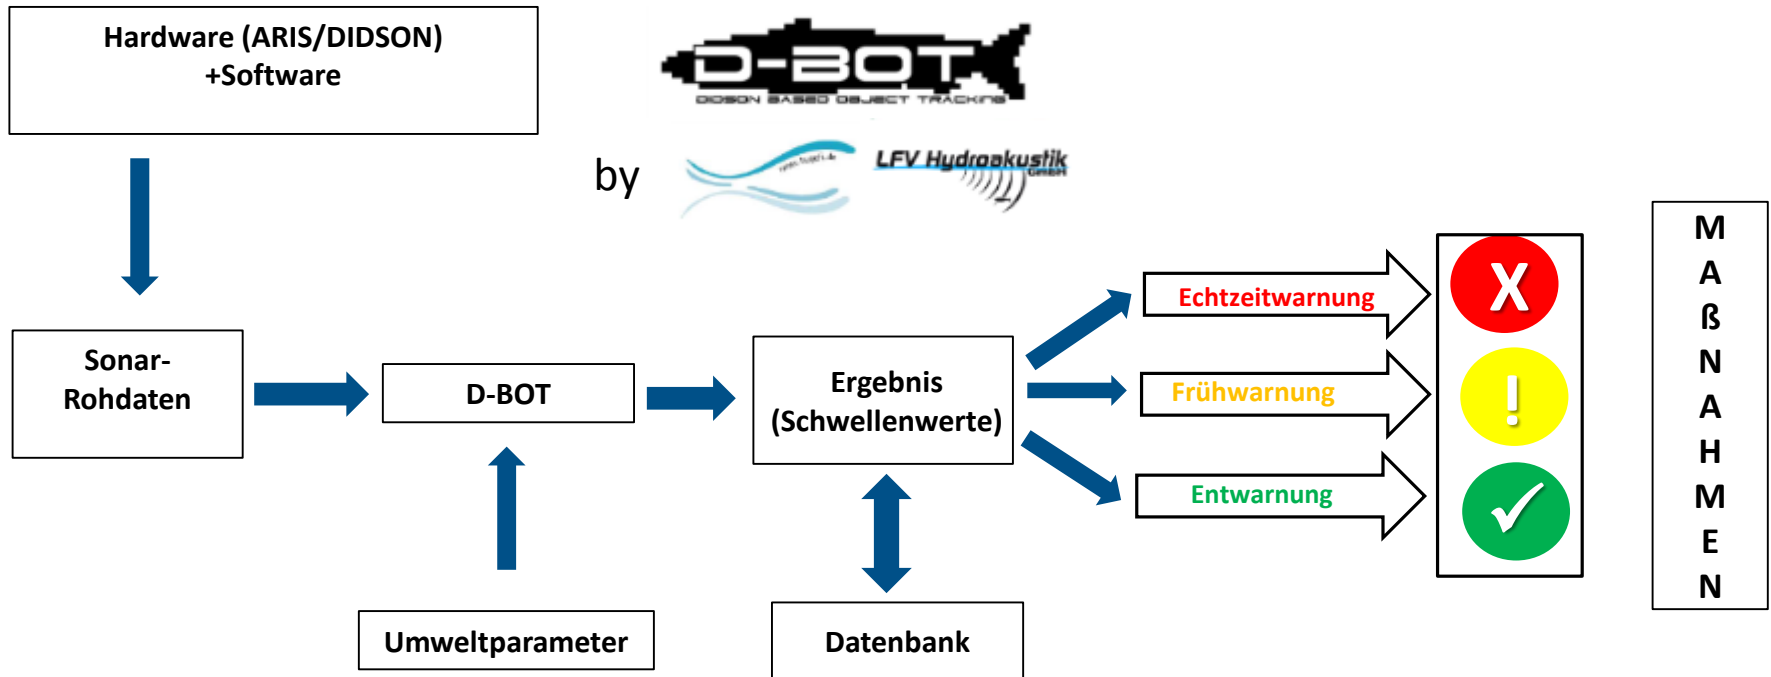 Hardware (ARIS/DIDSON)
+Software
D-BOT
DIDSON BASED OBJECT TRACKING
by
LFV Hydroakustik
GmbH
Sonar-
Rohdaten
D-BOT
Ergebnis
(Schwellenwerte)
Umweltparameter
Datenbank
Echtzeitwarnung
Frühwarnung
Entwarnung
X
!
✓
M
A
ß
N
A
H
M
E
N